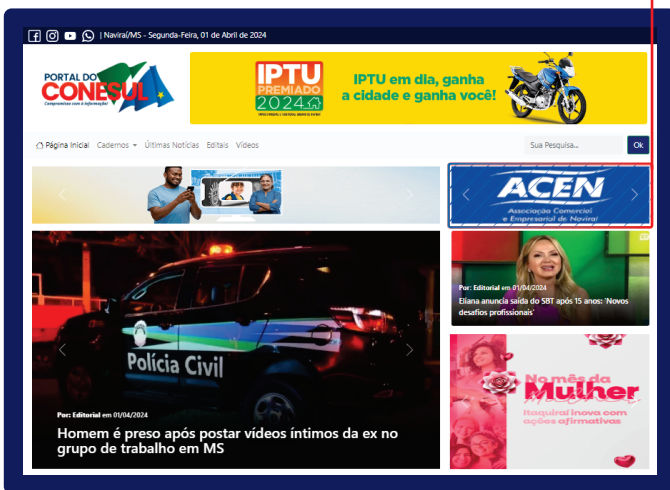 | Naviraí/MS - Segunda-Feira, 01 de Abril de 2024
PORTAL DO
CONESUL
Compromisso com a informação!
IPTU
PREMIADO
2024
IPTU em dia, ganha
a cidade e ganha você!
Página Inicial Cadernos Últimas Notícias Editais Vídeos
Sua Pesquisa...
Ok
ACEN
Associação Comercial
e Empresarial de Naviraí
Polícia Civil
Por: Editorial em 01/04/2024
Homem é preso após postar vídeos íntimos da ex no
grupo de trabalho em MS
Por: Editorial em 01/04/2024
Eliana anuncia saída do SBT após 15 anos: 'Novos
desafios profissionais'
No mês da
Mulher
Itaquiraí inova com
ações afirmativas